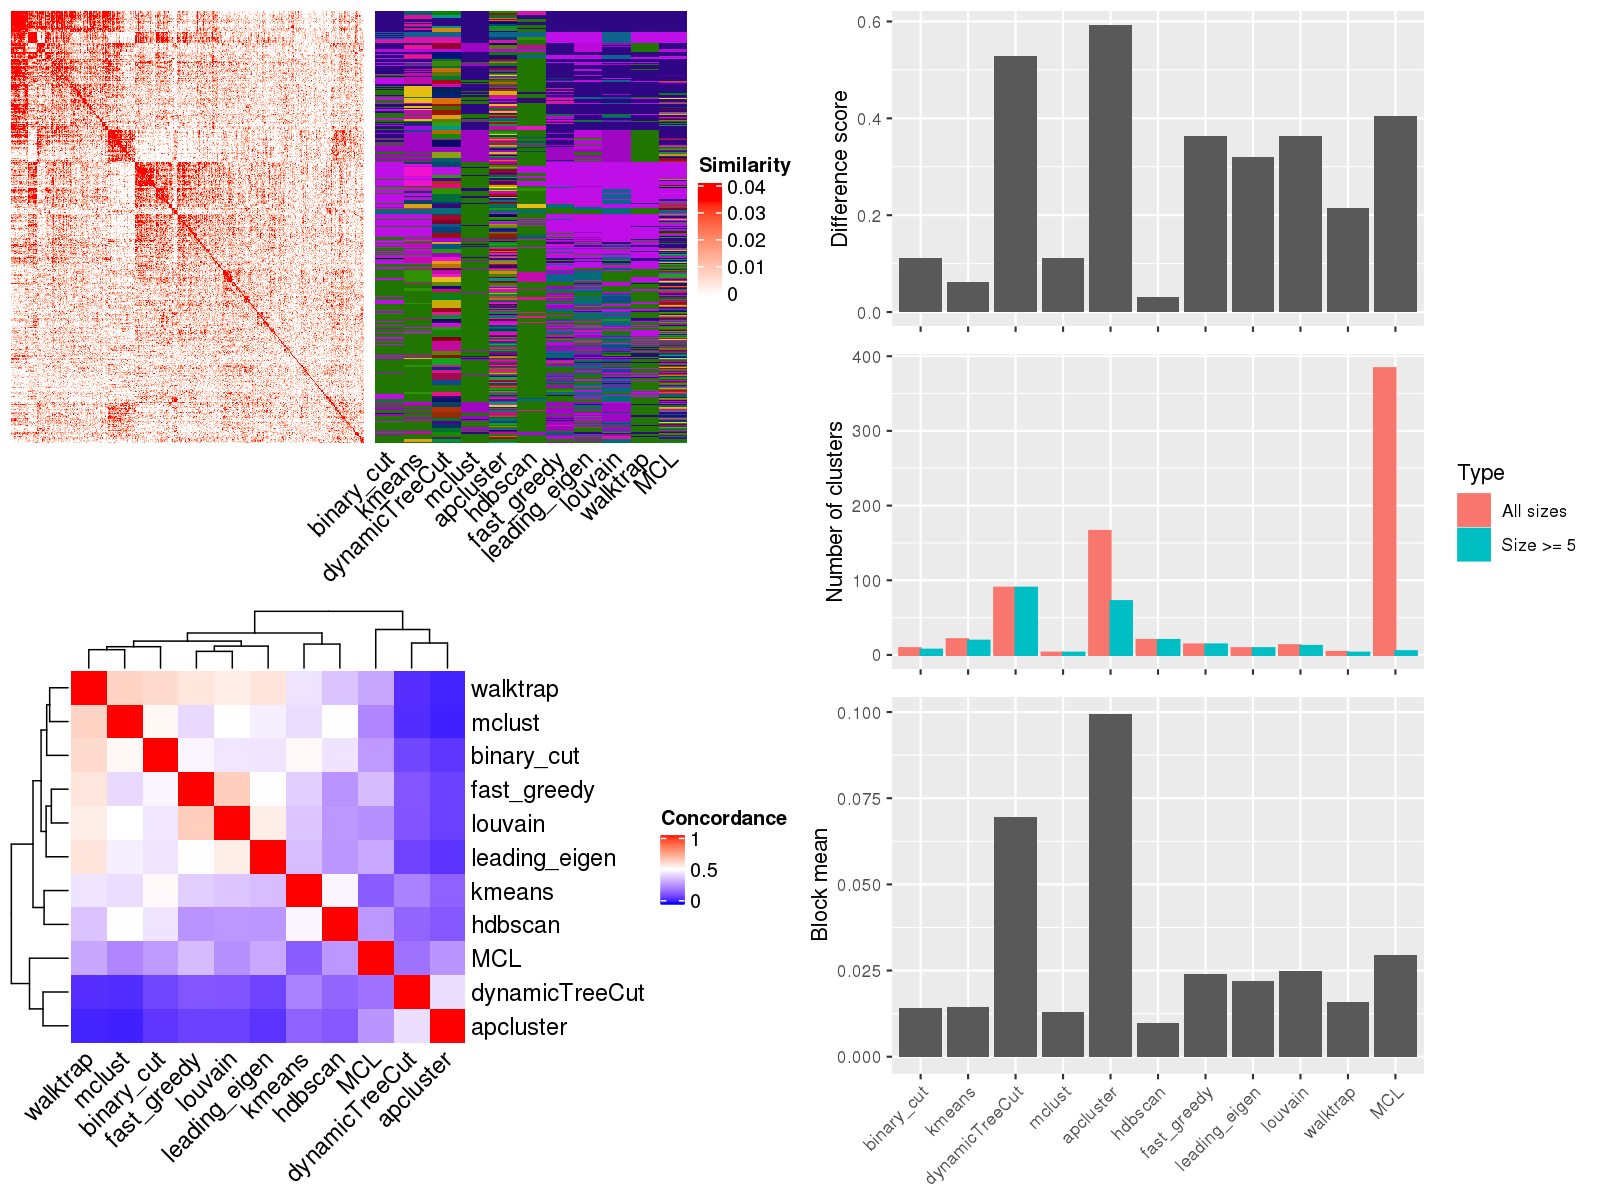 Similarity
0.04
0.03
0.02
0.01
0
binary_cut
kmeans
dynamicTreeCut
mclust
apcluster
hdbscan
fast_greedy
leading_eigen
louvain
walktrap
MCL
walktrap
mclust
binary_cut
fast_greedy
louvain
leading_eigen
kmeans
hdbscan
MCL
dynamicTreeCut
apcluster
Concordance
1
0.5
0
walktrap
mclust
binary_cut
fast_greedy
louvain
leading_eigen
kmeans
hdbscan
MCL
dynamicTreeCut
apcluster
Difference score
0.6
0.4
0.2
0.0
Number of clusters
400
300
200
100
0
Type
All sizes
Size >= 5
Block mean
0.100
0.075
0.050
0.025
0.000
binary_cut
kmeans
dynamicTreeCut
mclust
apcluster
hdbscan
fast_greedy
leading_eigen
louvain
walktrap
MCL